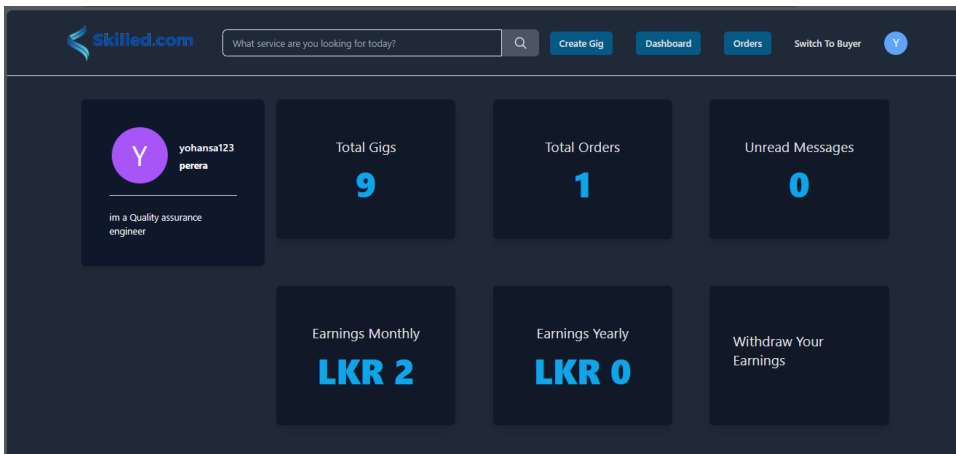 Skilled.com
What service are you looking for today?
Create Gig
Dashboard
Orders
Switch To Buyer
Y
Y
yohansa123
perera
im a Quality assurance
engineer
Total Gigs
9
Total Orders
1
Unread Messages
0
Earnings Monthly
LKR 2
Earnings Yearly
LKR 0
Withdraw Your
Earnings